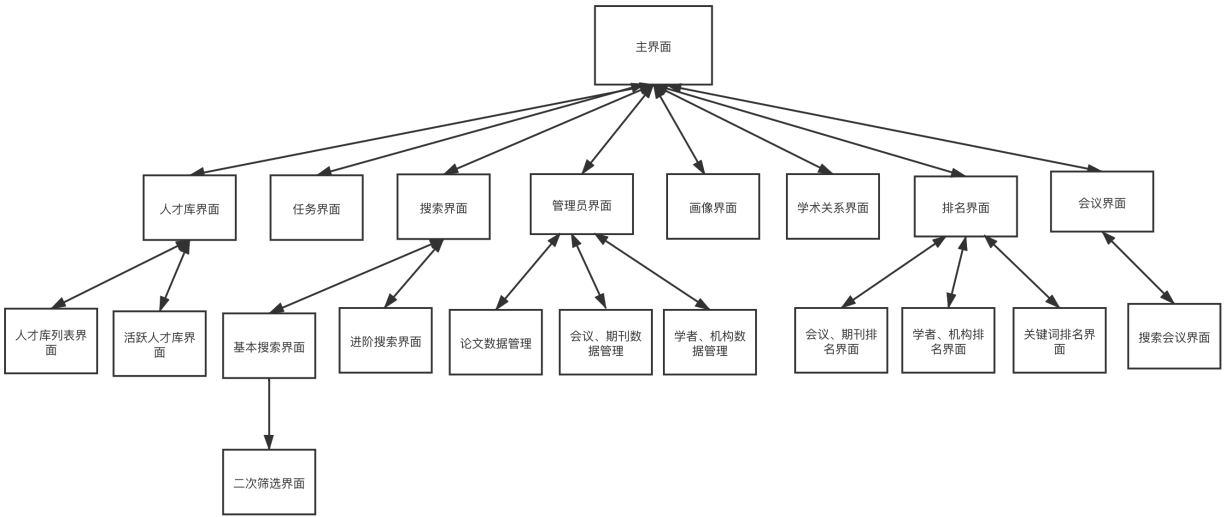 主界面
人才库界面
任务界面
搜索界面
管理员界面
画像界面
学术关系界面
排名界面
会议界面
人才库列表界
面
活跃人才库界
面
基本搜索界面
进阶搜索界面
论文数据管理
会议、期刊数
据管理
学者、机构数
据管理
会议、期刊排
名界面
学者、机构排
名界面
关键词排名界
面
搜索会议界面
二次筛选界面